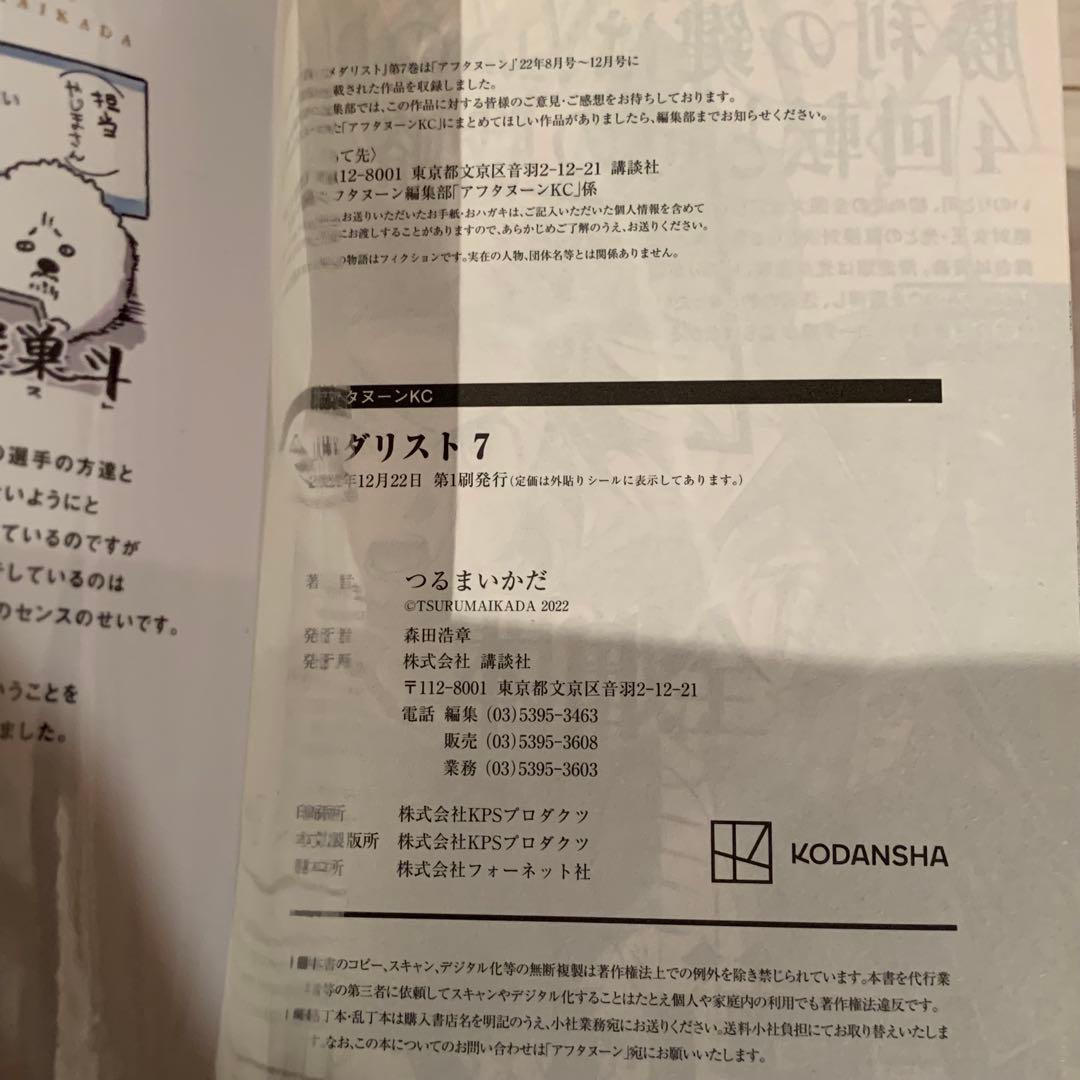 AIKADA
担当
やじまさん
い
巣斗
ス
」
の選手の方達と
ないようにと
ているのですが
しているのは
のセンスのせいです。
いうことを
ました。
メダリスト』第7巻は「アフタヌーン」'22年8月号〜12月号に
載された作品を収録しました。
集部では、この作品に対する皆様のご意見・ご感想をお待ちしております。
た「アフタヌーンKC」にまとめてほしい作品がありましたら、編集部までお知らせください。
て先〉
112-8001 東京都文京区音羽2-12-21 講談社
フタヌーン編集部「アフタヌーンKC」係
お送りいただいたお手紙・おハガキは、ご記入いただいた個人情報を含めて
にお渡しすることがありますので、あらかじめご了解のうえ、お送りください。
の物語はフィクションです。実在の人物、団体名等とは関係ありません。
タヌーンKC
ダリスト 7
年12月22日 第1刷発行(定価は外貼りシールに表示してあります。)
著 つるまいかだ
©TSURUMAIKADA 2022
発行 森田浩章
発行所 株式会社 講談社
〒112-8001 東京都文京区音羽2-12-21
電話 編集 (03)5395-3463
販売 (03)5395-3608
業務 (03)5395-3603
印刷所 株式会社KPSプロダクツ
製版所 株式会社KPSプロダクツ
所 株式会社フォーネット社
KODANSHA
本書のコピー、スキャン、デジタル化等の無断複製は著作権法上での例外を除き禁じられています。本書を代行業
等の第三者に依頼してスキャンやデジタル化することはたとえ個人や家庭内の利用でも著作権法違反です。
丁本・乱丁本は購入書店名を明記のうえ、小社業務宛にお送りください。送料小社負担にてお取り替えいたしま
す。なお、この本についてのお問い合わせは「アフタヌーン」宛にお願いいたします。